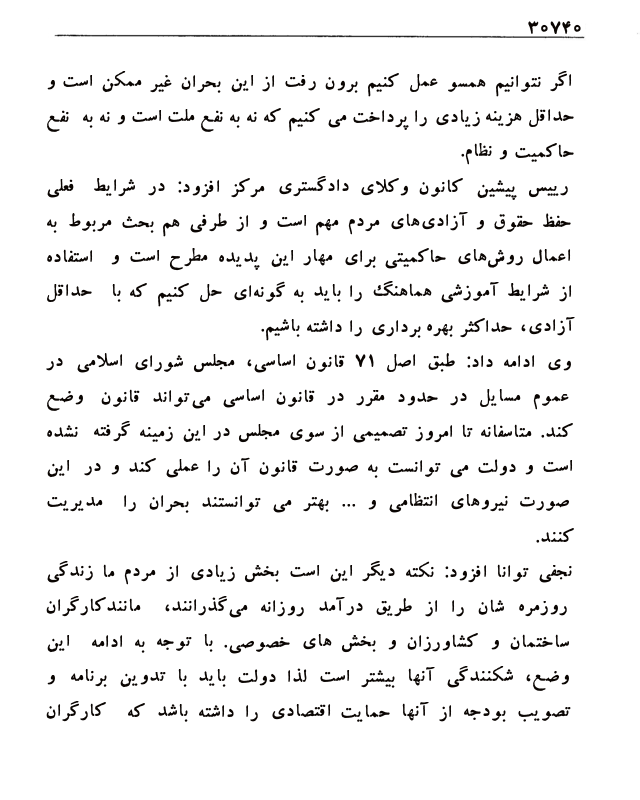 ۳۰۷۴۰
اگر نتوانیم همسو عمل کنیم برون رفت از این بحران غیر ممکن است و
حداقل هزینه زیادی را پرداخت می کنیم که نه به نفع ملت است و نه به نفع
حاکمیت و نظام.
رییس پیشین کانون وکلای دادگستری مرکز افزود: در شرایط فعلی
حفظ حقوق و آزادی‌های مردم مهم است و از طرفی هم بحث مربوط به
اعمال روش‌های حاکمیتی برای مهار این پدیده مطرح است و استفاده
از شرایط آموزشی هماهنگ را باید به گونه‌ای حل کنیم که با حداقل
آزادی، حداکثر بهره برداری را داشته باشیم.
وی ادامه داد: طبق اصل ۷۱ قانون اساسی، مجلس شورای اسلامی در
عموم مسایل در حدود مقرر در قانون اساسی می‌تواند قانون وضع
کند. متاسفانه تا امروز تصمیمی از سوی مجلس در این زمینه گرفته نشده
است و دولت می توانست به صورت قانون آن را عملی کند و در این
صورت نیروهای انتظامی و ... بهتر می توانستند بحران را مدیریت
کنند.
نجفی توانا افزود: نکته دیگر این است بخش زیادی از مردم ما زندگی
روزمره شان را از طریق درآمد روزانه می‌گذرانند، مانندکارگران
ساختمان و کشاورزان و بخش های خصوصی. با توجه به ادامه این
وضع، شکنندگی آنها بیشتر است لذا دولت باید با تدوین برنامه و
تصویب بودجه از آنها حمایت اقتصادی را داشته باشد که کارگران